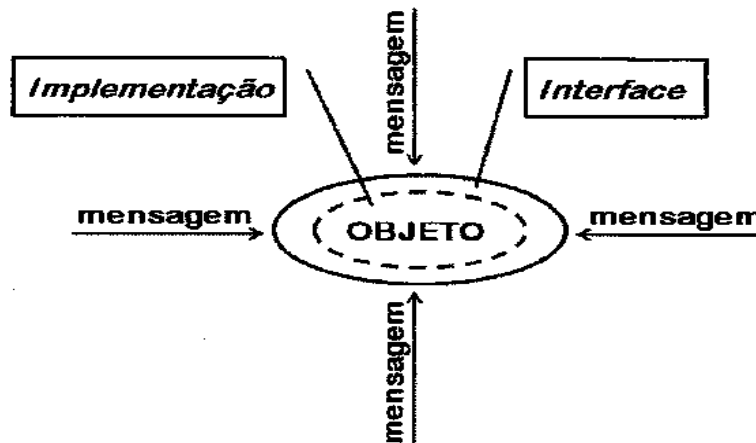 mensagem
Implementação
Interface
mensagem
OBJETO
mensagem
mensagem